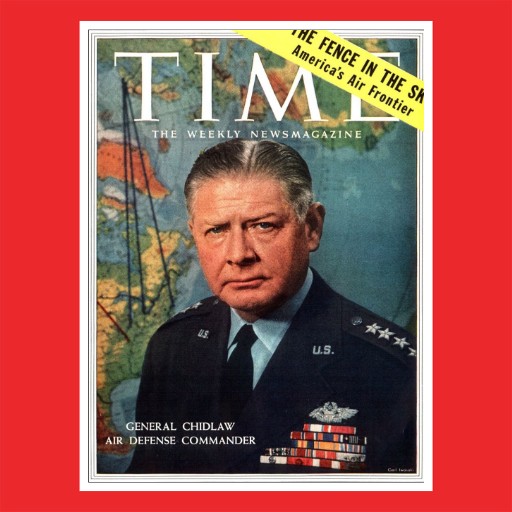 THE FENCE IN THE SK
America's Air Frontier
TIME
THE WEEKLY NEWSMAGAZINE
U.S.
U.S.
GENERAL CHIDLAW
AIR DEFENSE COMMANDER